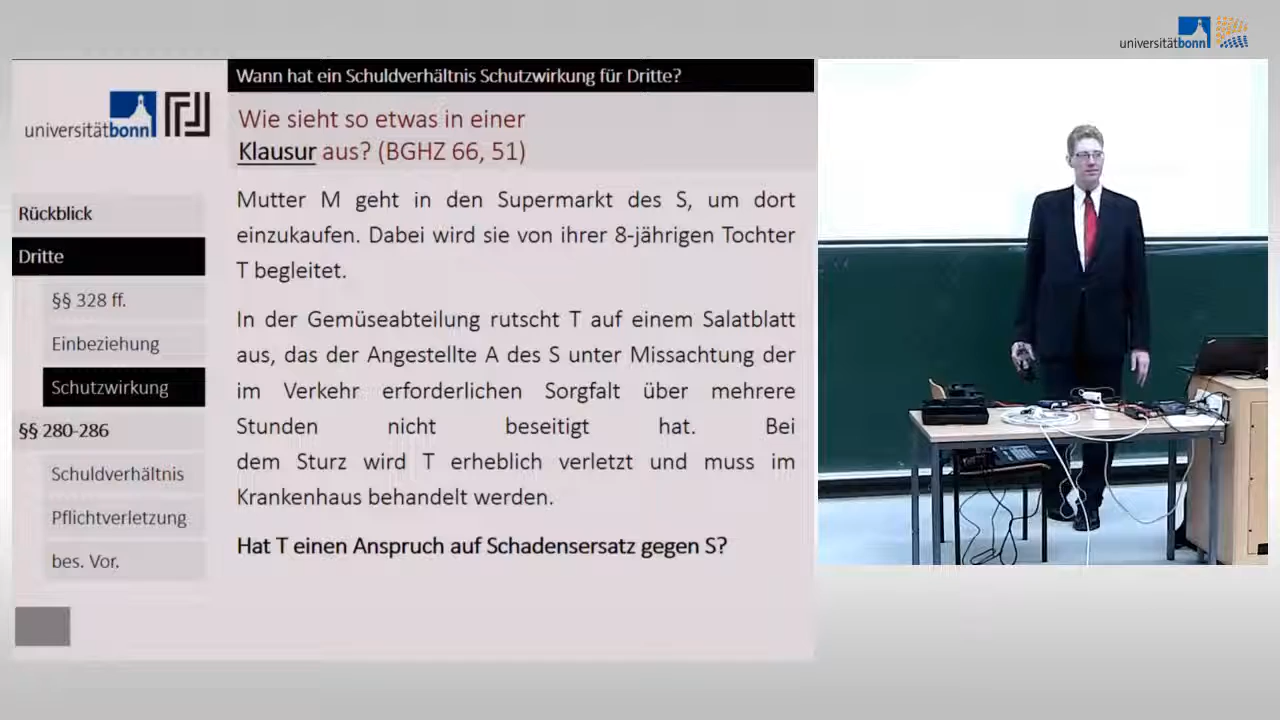 universitätbonn
universitätbonn
Wann hat ein Schuldverhältnis Schutzwirkung für Dritte?
Wie sieht so etwas in einer
Klausur aus? (BGHZ 66, 51)
Rückblick
Dritte
§§ 328 ff.
Einbeziehung
Schutzwirkung
§§ 280-286
Schuldverhältnis
Pflichtverletzung
bes. Vor.
Mutter M geht in den Supermarkt des S, um dort
einzukaufen. Dabei wird sie von ihrer 8-jährigen Tochter
T begleitet.
In der Gemüseabteilung rutscht T auf einem Salatblatt
aus, das der Angestellte A des S unter Missachtung der
im Verkehr erforderlichen Sorgfalt über mehrere
Stunden nicht beseitigt hat. Bei
dem Sturz wird T erheblich verletzt und muss im
Krankenhaus behandelt werden.
Hat T einen Anspruch auf Schadensersatz gegen S?